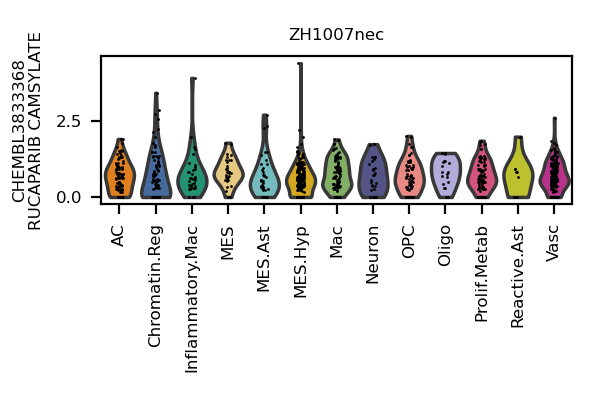 ZH1007nec
CHEMBL3833368
RUCAPARIB CAMSYLATE
2.5
0.0
AC
Chromatin.Reg
Inflammatory.Mac
MES
MES.Ast
MES.Hyp
Mac
Neuron
OPC
Oligo
Prolif.Metab
Reactive.Ast
Vasc